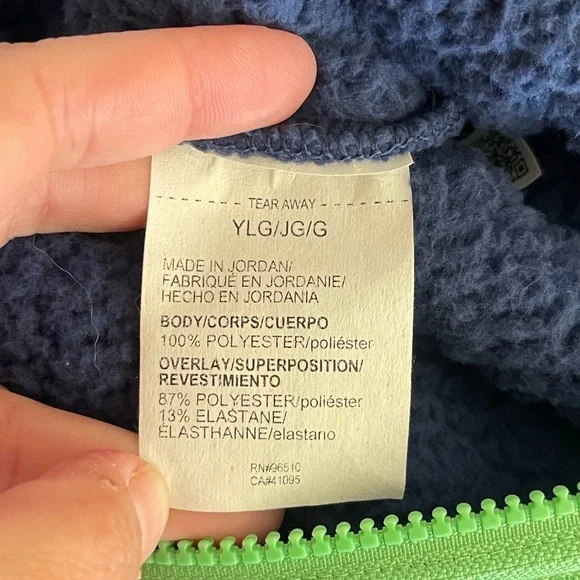 TEAR AWAY
YLG/JG/G
MADE IN JORDAN/
FABRIQUÉ EN JORDANIE/
HECHO EN JORDANIA
BODY/CORPS/CUERPO
100% POLYESTER/poliéster
OVERLAY/SUPERPOSITION/
REVESTIMIENTO
87% POLYESTER/poliéster
13% ELASTANE/
ÉLASTHANNE/elastano
RN#96510
CA#41095